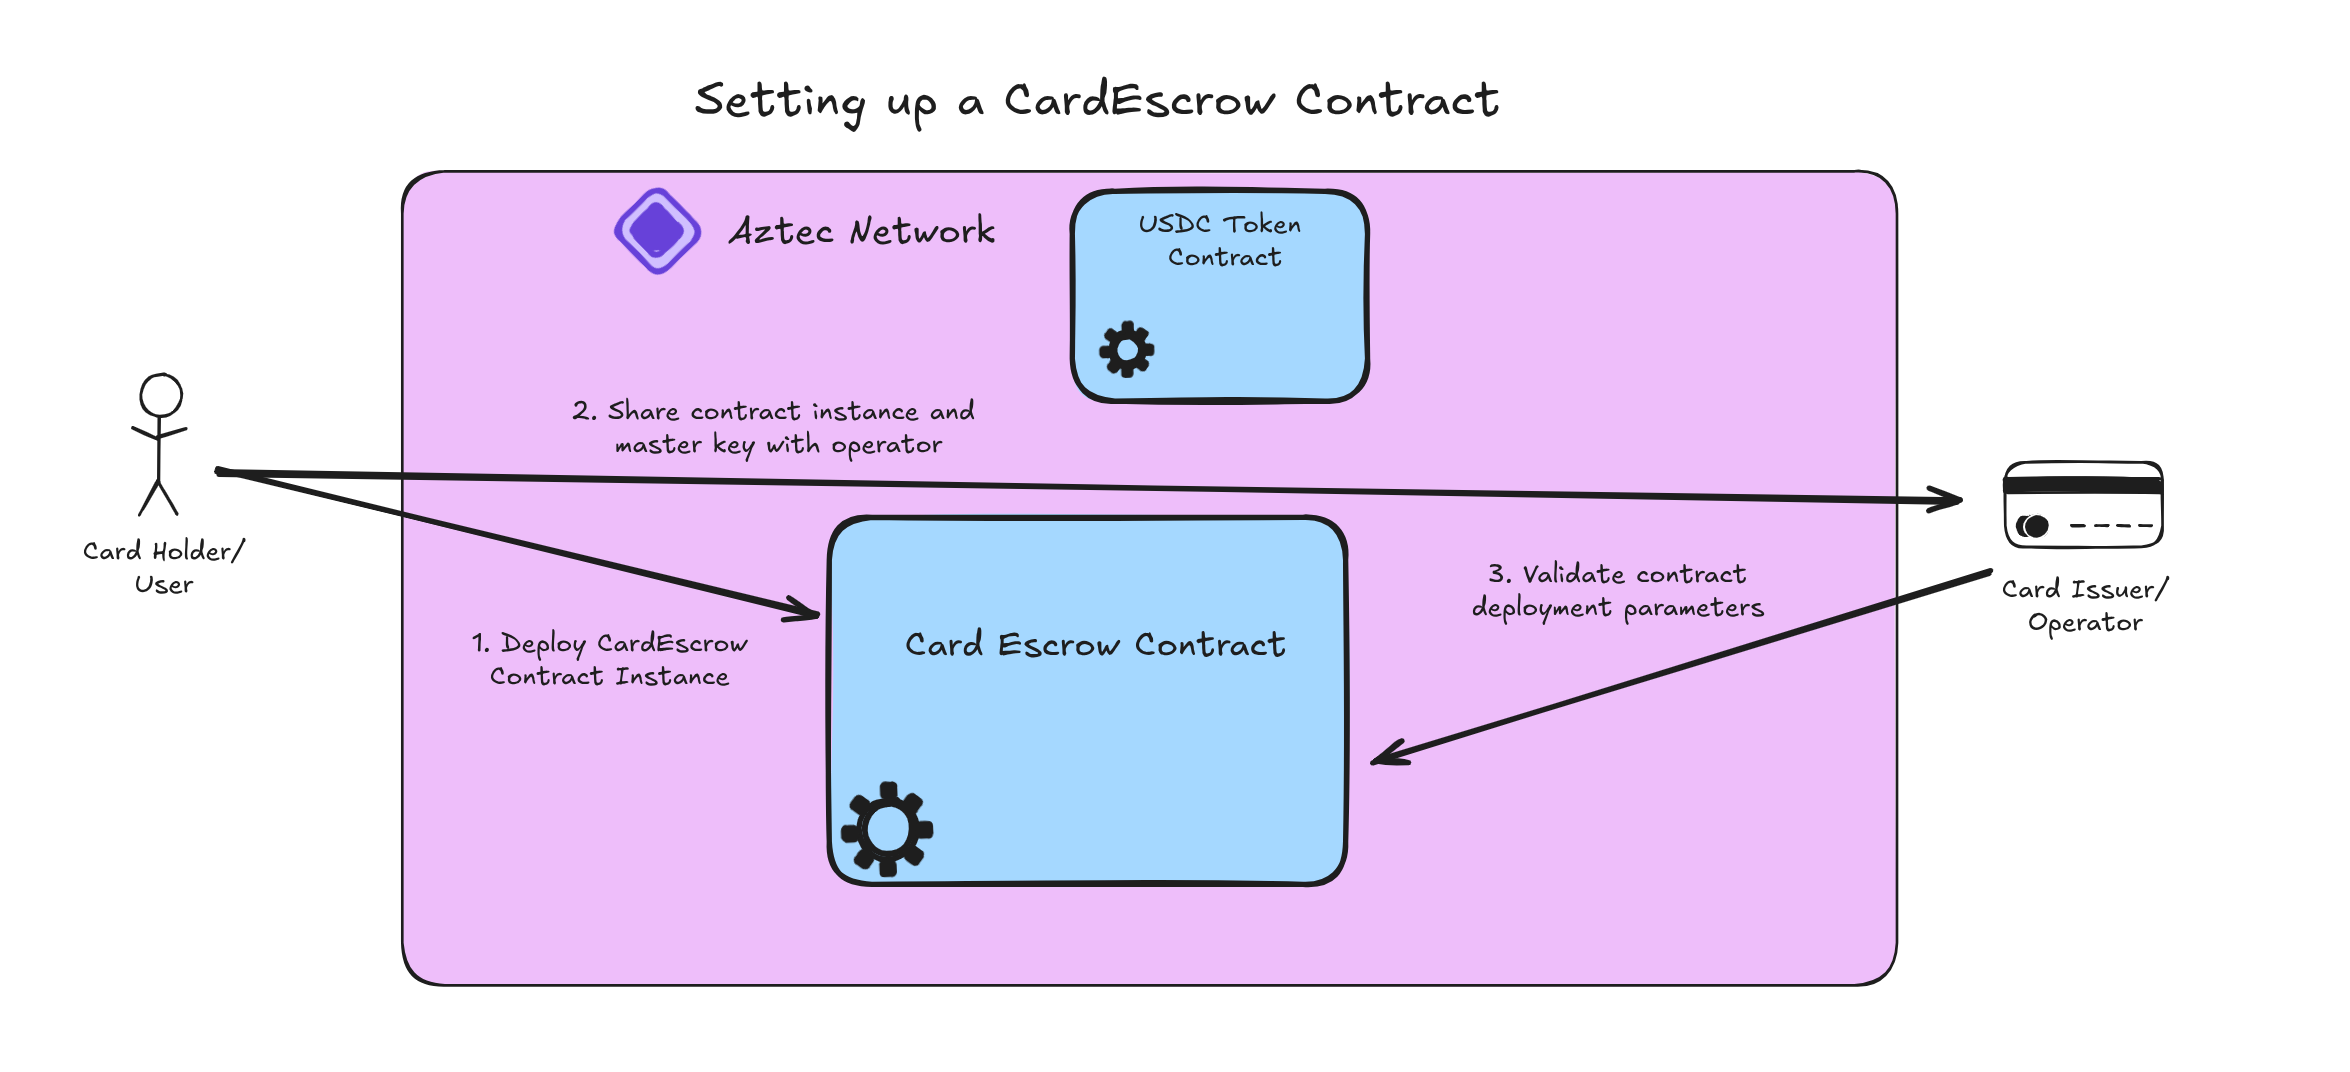 Setting up a CardEscrow Contract
Aztec Network
USDC Token
Contract
2. Share contract instance and
master key with operator
Card Holder/
User
1. Deploy CardEscrow
Contract Instance
Card Escrow Contract
3. Validate contract
deployment parameters
Card Issuer/
Operator